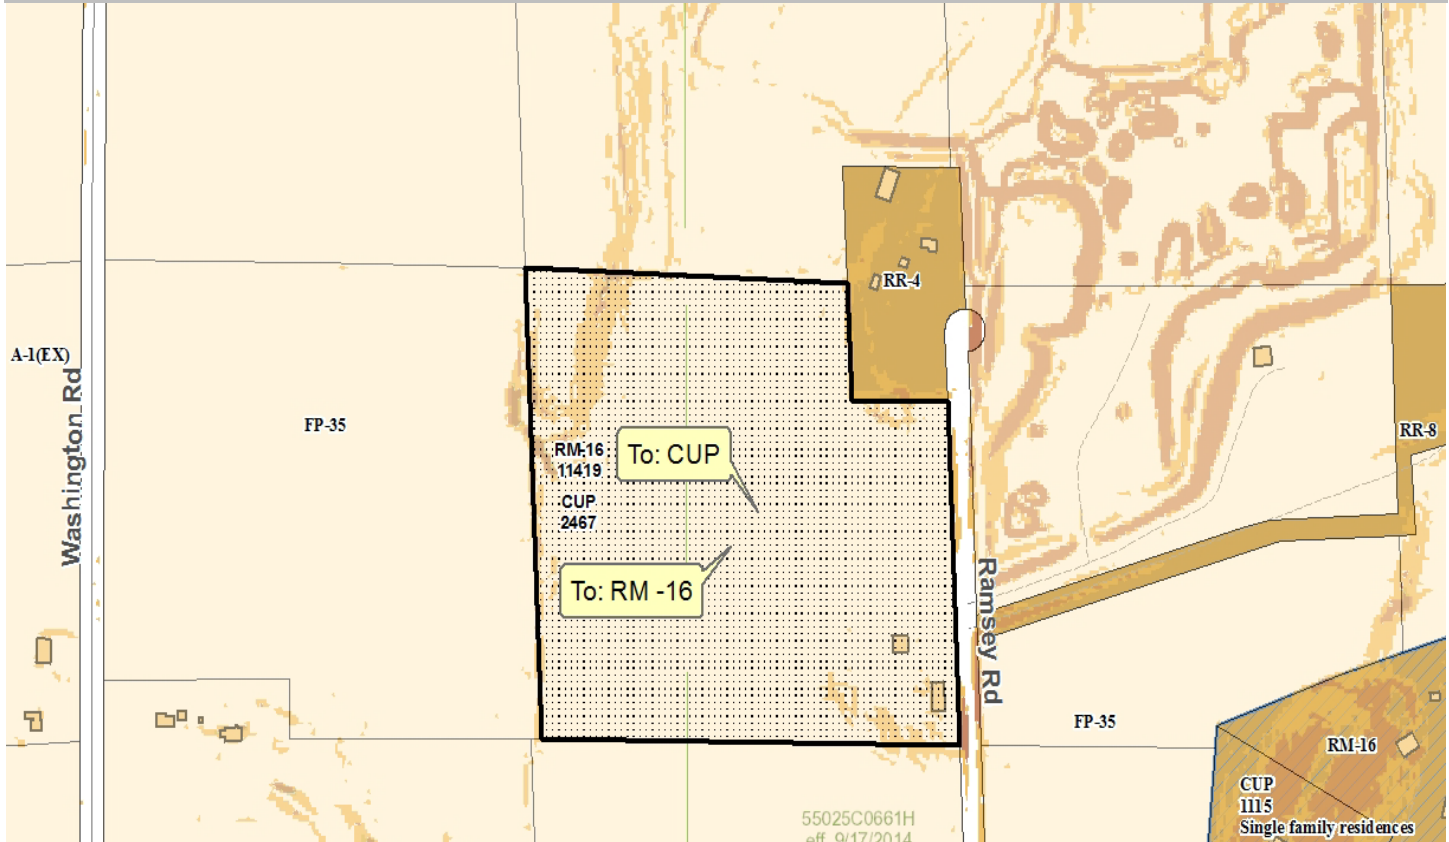 RR-4
A-1(EX)
Washington Rd
FP-35
RR-8
RM-16
11419
To: CUP
CUP
2467
To: RM -16
Ramsey Rd
FP-35
RM-16
CUP
1115
Single family residences
55025C0661H
eff. 9/17/2014